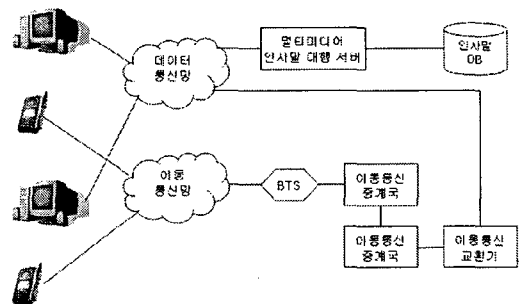 데이터
통신망
멀티미디어
인사말 대행 서버
인사말
DB
이동
통신망
BTS
이동통신
중계국
이동통신
중계국
이동통신
교환기